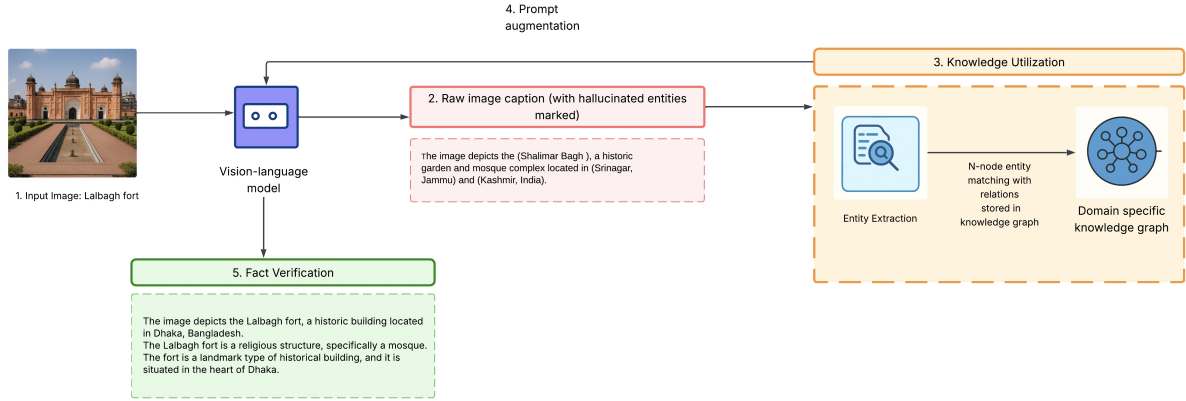 4. Prompt
augmentation
3. Knowledge Utilization
2. Raw image caption (with hallucinated entities
marked)
The image depicts the (Shalimar Bagh ), a historic
garden and mosque complex located in (Srinagar,
Jammu) and (Kashmir, India).
Vision-language
model
1. Input Image: Lalbagh fort
Entity Extraction
N-node entity
matching with
relations
stored in
knowledge graph
Domain specific
knowledge graph
5. Fact Verification
The image depicts the Lalbagh fort, a historic building located
in Dhaka, Bangladesh.
The Lalbagh fort is a religious structure, specifically a mosque.
The fort is a landmark type of historical building, and it is
situated in the heart of Dhaka.